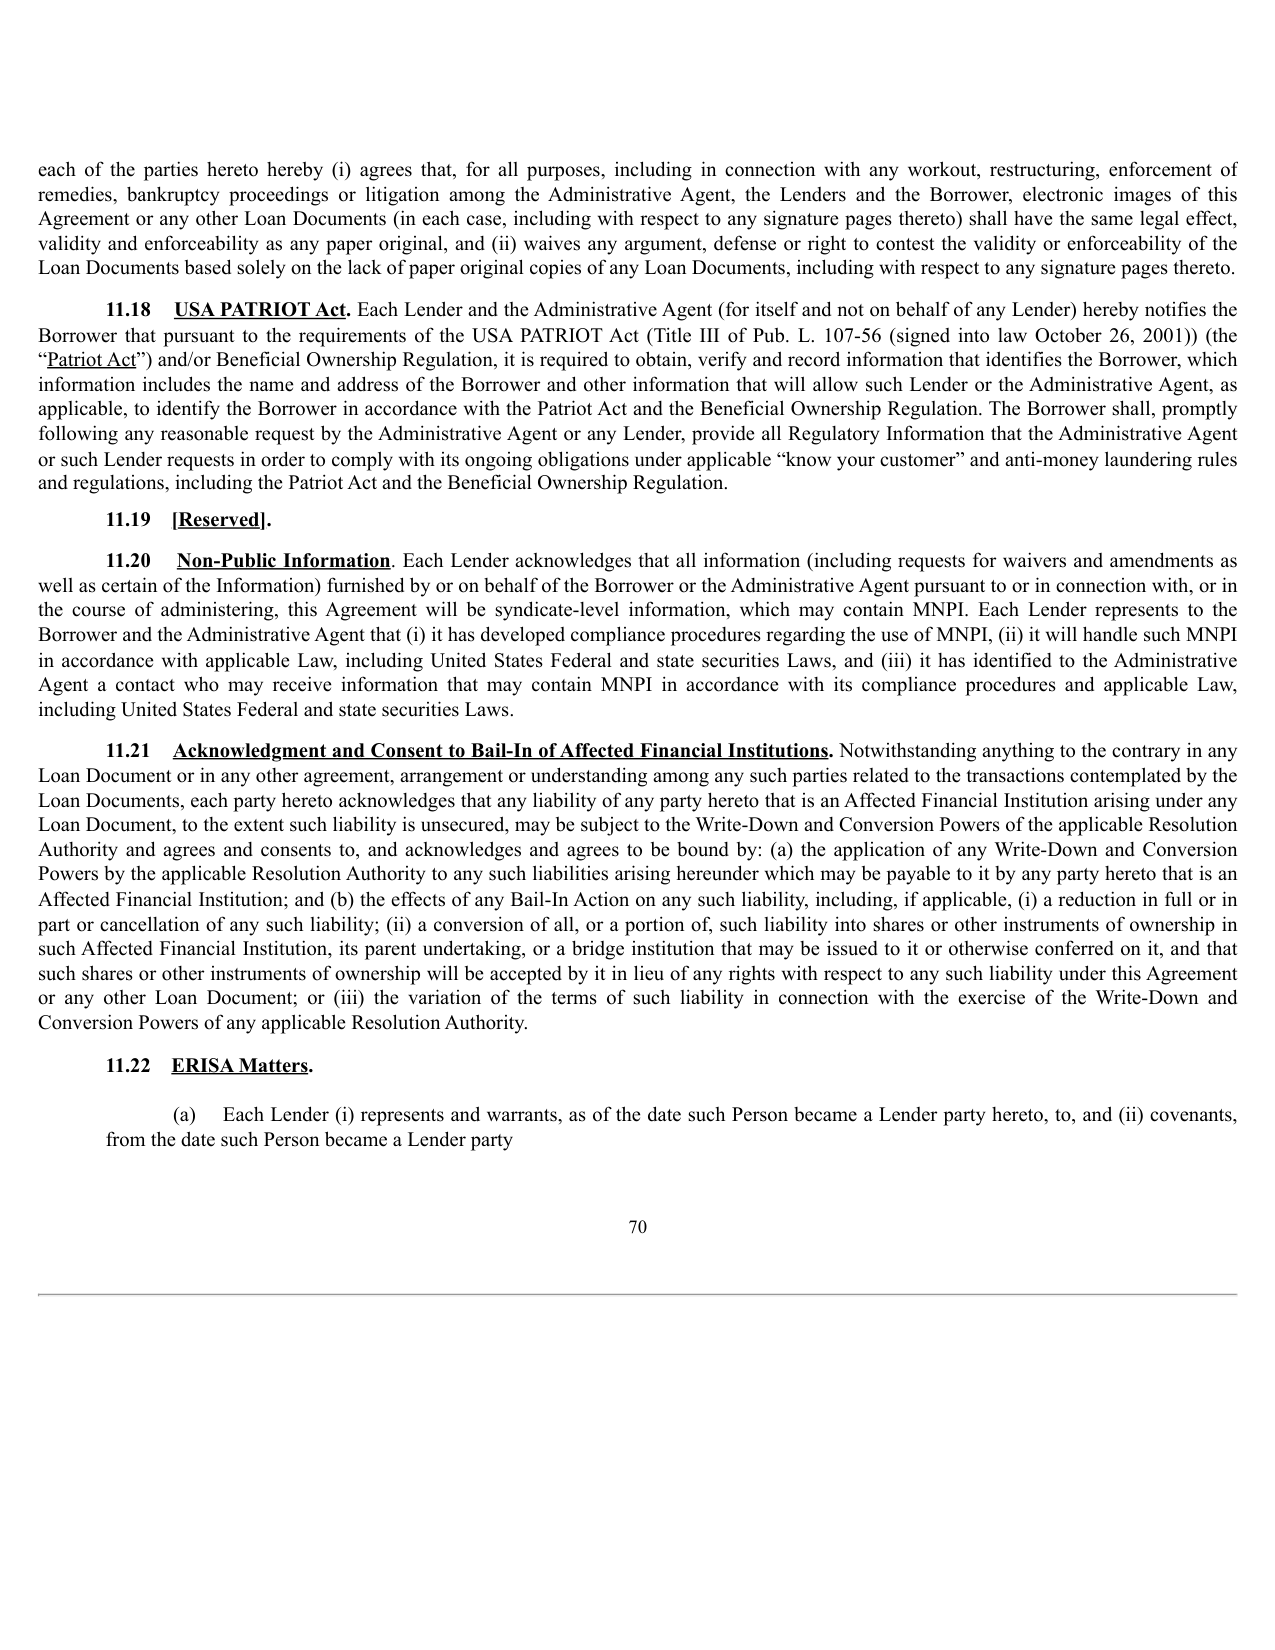 each of the parties hereto hereby (i) agrees that, for all purposes, including in connection with any workout, restructuring, enforcement of
remedies, bankruptcy proceedings or litigation among the Administrative Agent, the Lenders and the Borrower, electronic images of this
Agreement or any other Loan Documents (in each case, including with respect to any signature pages thereto) shall have the same legal effect,
validity and enforceability as any paper original, and (ii) waives any argument, defense or right to contest the validity or enforceability of the
Loan Documents based solely on the lack of paper original copies of any Loan Documents, including with respect to any signature pages thereto.
11.18 USA PATRIOT Act. Each Lender and the Administrative Agent (for itself and not on behalf of any Lender) hereby notifies the
Borrower that pursuant to the requirements of the USA PATRIOT Act (Title III of Pub. L. 107-56 (signed into law October 26, 2001)) (the
“Patriot Act”) and/or Beneficial Ownership Regulation, it is required to obtain, verify and record information that identifies the Borrower, which
information includes the name and address of the Borrower and other information that will allow such Lender or the Administrative Agent, as
applicable, to identify the Borrower in accordance with the Patriot Act and the Beneficial Ownership Regulation. The Borrower shall, promptly
following any reasonable request by the Administrative Agent or any Lender, provide all Regulatory Information that the Administrative Agent
or such Lender requests in order to comply with its ongoing obligations under applicable “know your customer” and anti-money laundering rules
and regulations, including the Patriot Act and the Beneficial Ownership Regulation.
11.19 [Reserved].
11.20 Non-Public Information. Each Lender acknowledges that all information (including requests for waivers and amendments as
well as certain of the Information) furnished by or on behalf of the Borrower or the Administrative Agent pursuant to or in connection with, or in
the course of administering, this Agreement will be syndicate-level information, which may contain MNPI. Each Lender represents to the
Borrower and the Administrative Agent that (i) it has developed compliance procedures regarding the use of MNPI, (ii) it will handle such MNPI
in accordance with applicable Law, including United States Federal and state securities Laws, and (iii) it has identified to the Administrative
Agent a contact who may receive information that may contain MNPI in accordance with its compliance procedures and applicable Law,
including United States Federal and state securities Laws.
11.21 Acknowledgment and Consent to Bail-In of Affected Financial Institutions. Notwithstanding anything to the contrary in any
Loan Document or in any other agreement, arrangement or understanding among any such parties related to the transactions contemplated by the
Loan Documents, each party hereto acknowledges that any liability of any party hereto that is an Affected Financial Institution arising under any
Loan Document, to the extent such liability is unsecured, may be subject to the Write-Down and Conversion Powers of the applicable Resolution
Authority and agrees and consents to, and acknowledges and agrees to be bound by: (a) the application of any Write-Down and Conversion
Powers by the applicable Resolution Authority to any such liabilities arising hereunder which may be payable to it by any party hereto that is an
Affected Financial Institution; and (b) the effects of any Bail-In Action on any such liability, including, if applicable, (i) a reduction in full or in
part or cancellation of any such liability; (ii) a conversion of all, or a portion of, such liability into shares or other instruments of ownership in
such Affected Financial Institution, its parent undertaking, or a bridge institution that may be issued to it or otherwise conferred on it, and that
such shares or other instruments of ownership will be accepted by it in lieu of any rights with respect to any such liability under this Agreement
or any other Loan Document; or (iii) the variation of the terms of such liability in connection with the exercise of the Write-Down and
Conversion Powers of any applicable Resolution Authority.
11.22 ERISA Matters.
(a) Each Lender (i) represents and warrants, as of the date such Person became a Lender party hereto, to, and (ii) covenants,
from the date such Person became a Lender party
70